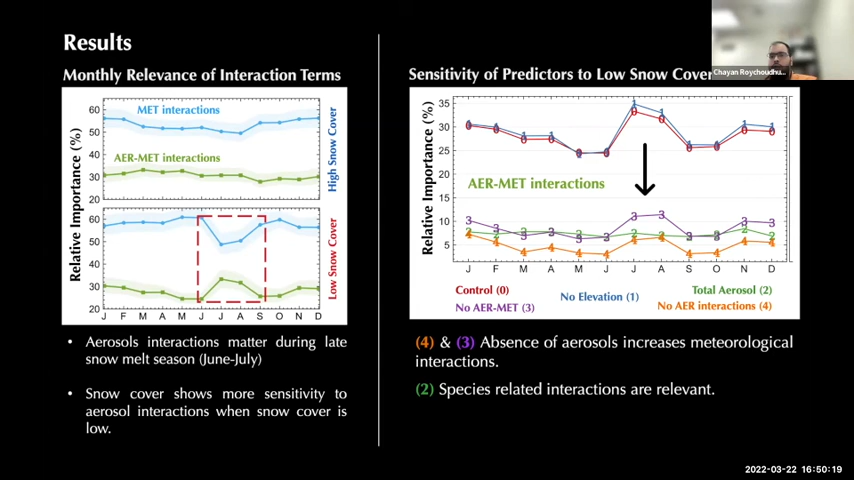 Results
Monthly Relevance of Interaction Terms
Relative Importance (%)
60
50
40
30
20
MET interactions
AER-MET interactions
High Snow Cover
J F M A M J J A S O N D
Relative Importance (%)
60
50
40
30
20
Low Snow Cover
J F M A M J J A S O N D
• Aerosols interactions matter during late
snow melt season (June-July)
• Snow cover shows more sensitivity to
aerosol interactions when snow cover is
low.
Sensitivity of Predictors to Low Snow Cover
Relative Importance (%)
35
30
25
20
15
10
5
AER-MET interactions
J F M A M J J A S O N D
Control (0)
No Elevation (1)
Total Aerosol (2)
No AER-MET (3)
No AER interactions (4)
(4) & (3) Absence of aerosols increases meteorological
interactions.
(2) Species related interactions are relevant.
Chayan Roychoudhu...
2022-03-22 16:50:19